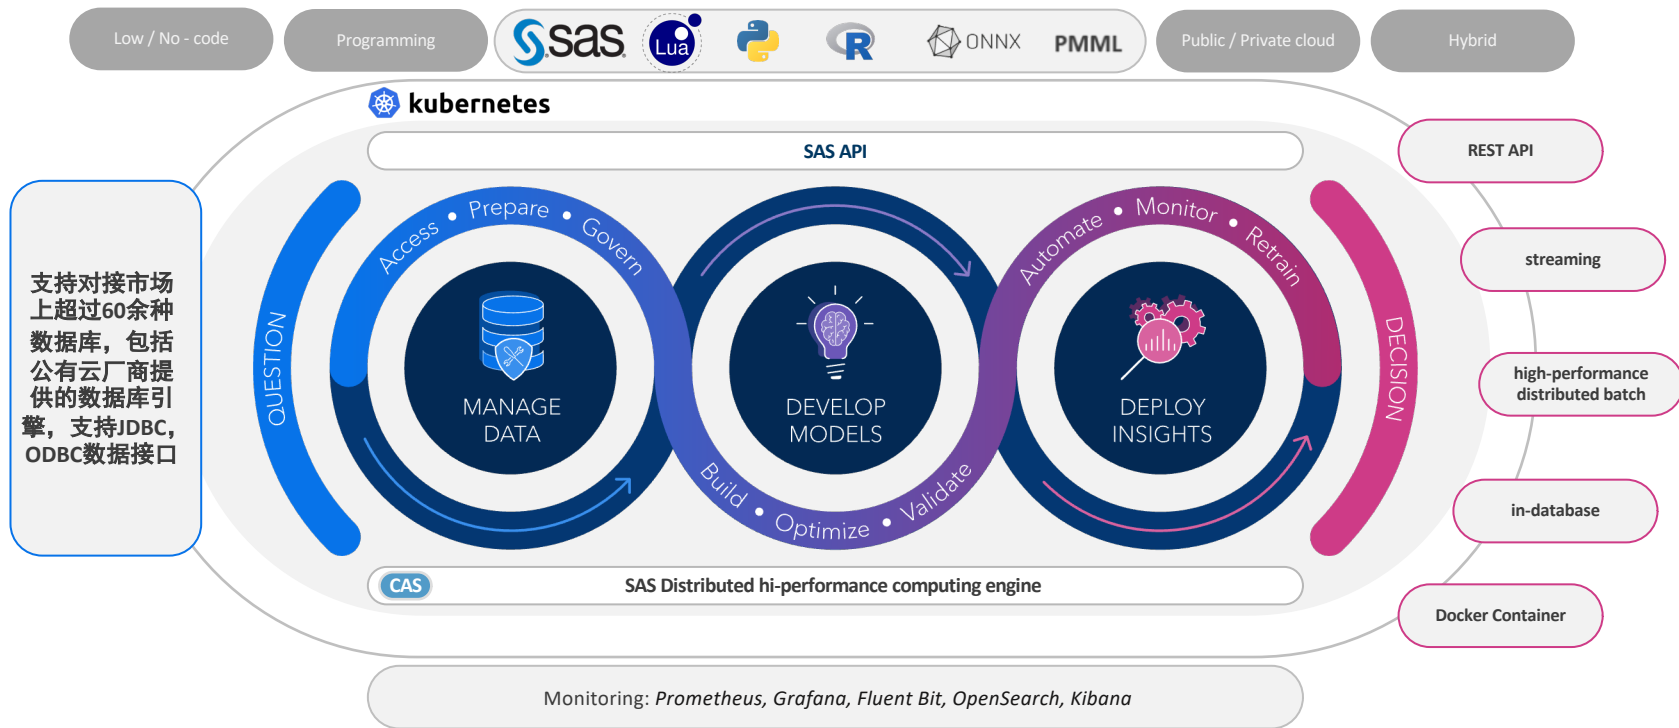 Low / No - code
Programming
sas
Lua
R
ONNX
PMML
Public / Private cloud
Hybrid
kubernetes
SAS API
支持对接市场
上超过60余种
数据库，包括
公有云厂商提
供的数据库引
擎，支持JDBC，
ODBC数据接口
QUESTION
Access • Prepare • Govern
MANAGE
DATA
Build • Optimize • Validate
DEVELOP
MODELS
Automate • Monitor • Retrain
DEPLOY
INSIGHTS
DECISION
REST API
streaming
high-performance
distributed batch
in-database
Docker Container
CAS
SAS Distributed hi-performance computing engine
Monitoring: Prometheus, Grafana, Fluent Bit, OpenSearch, Kibana